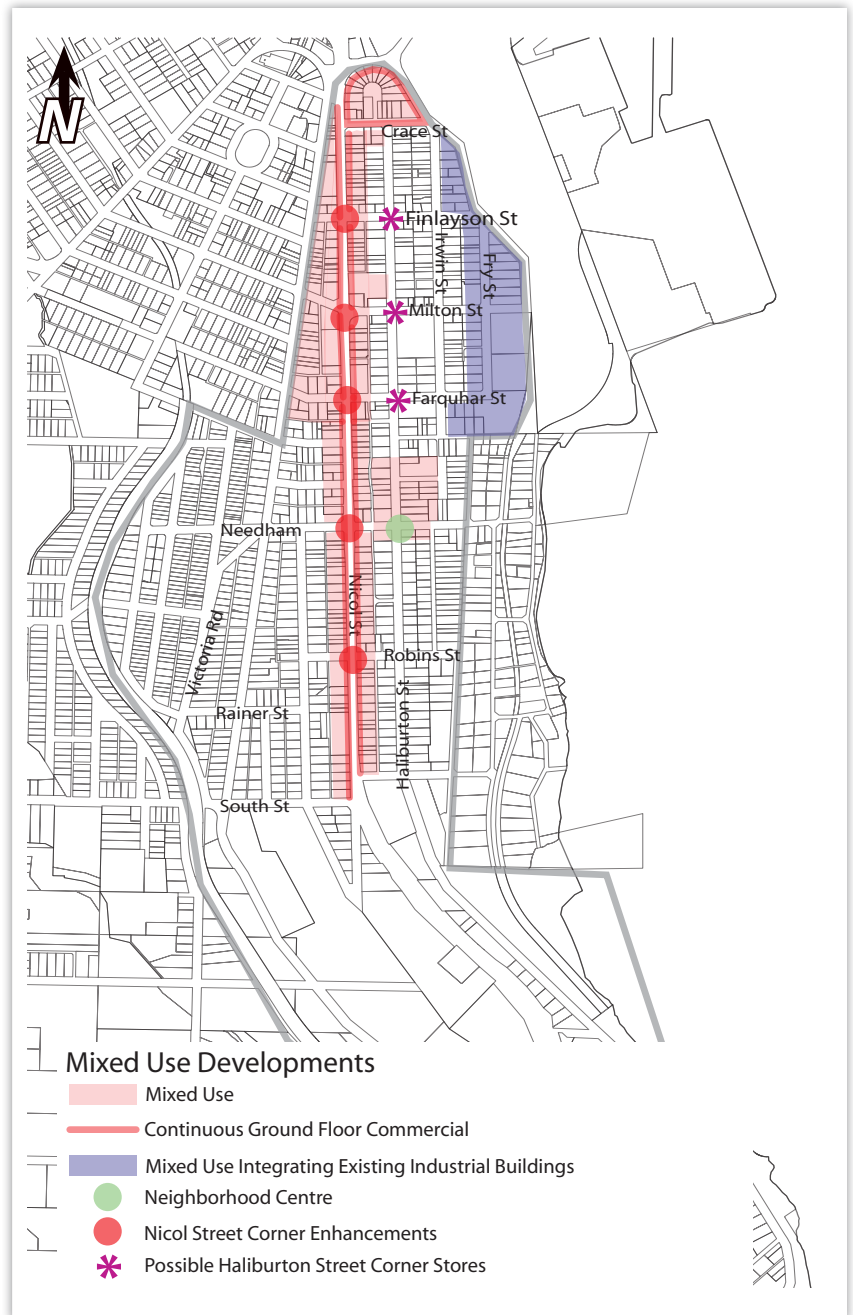 N
Crace St
Finlayson St
Irwin St
Fry St
Milton St
Farquhar St
Needham
Nicol St
Victoria Rd
Robins St
Haliburton St
Rainer St
South St
Mixed Use Developments
Mixed Use
Continuous Ground Floor Commercial
Mixed Use Integrating Existing Industrial Buildings
Neighborhood Centre
Nicol Street Corner Enhancements
Possible Haliburton Street Corner Stores